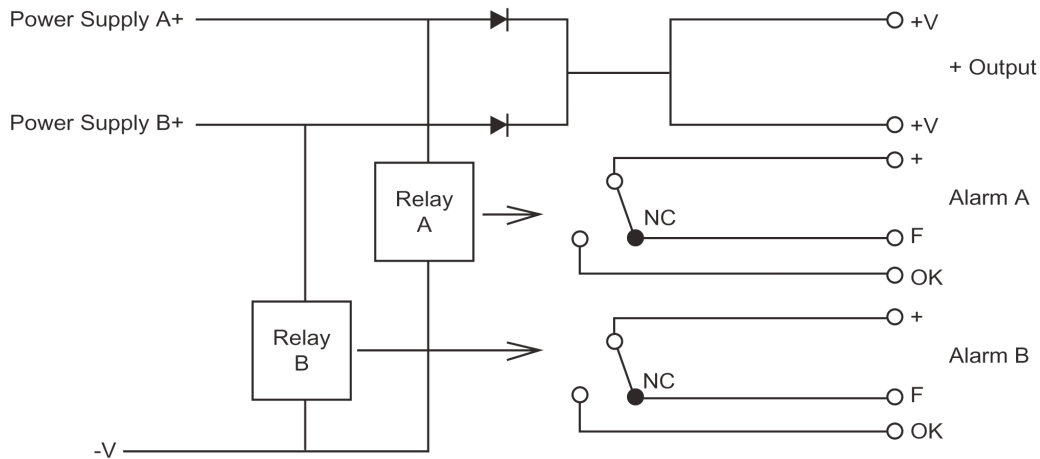 Power Supply A+
+V
+ Output
Power Supply B+
+V
+
Relay
A
NC
Alarm A
F
OK
+
Relay
B
NC
Alarm B
F
OK
-V